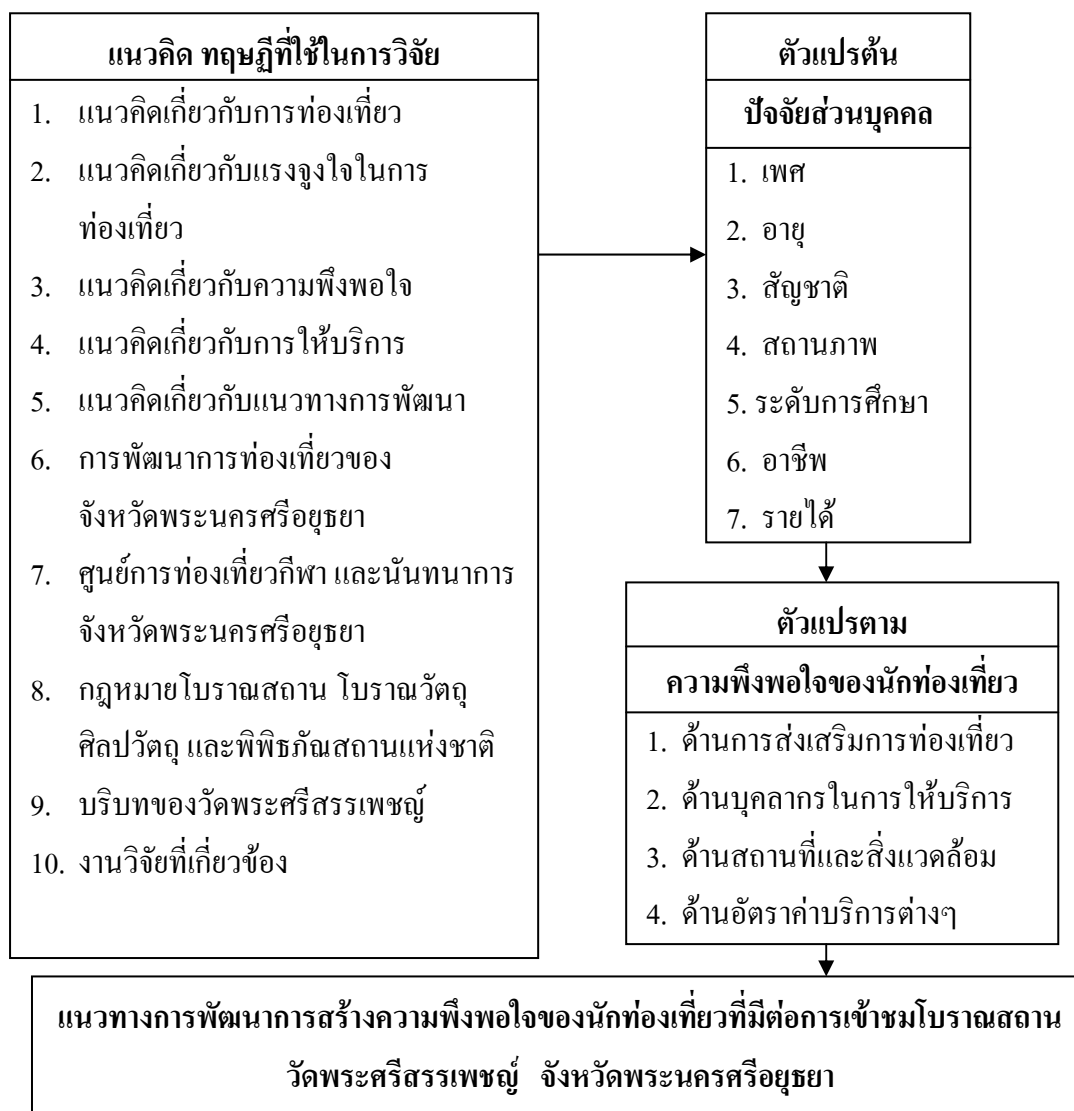 แนวคิด ทฤษฎีที่ใช้ในการวิจัย
1. แนวคิดเกี่ยวกับการท่องเที่ยว
2. แนวคิดเกี่ยวกับแรงจูงใจในการ
ท่องเที่ยว
3. แนวคิดเกี่ยวกับความพึงพอใจ
4. แนวคิดเกี่ยวกับการให้บริการ
5. แนวคิดเกี่ยวกับแนวทางการพัฒนา
6. การพัฒนาการท่องเที่ยวของ
จังหวัดพระนครศรีอยุธยา
7. ศูนย์การท่องเที่ยวกีฬา และนันทนาการ
จังหวัดพระนครศรีอยุธยา
8. กฎหมายโบราณสถาน โบราณวัตถุ
ศิลปวัตถุ และพิพิธภัณสถานแห่งชาติ
9. บริบทของวัดพระศรีสรรเพชญ์
10. งานวิจัยที่เกี่ยวข้อง
ตัวแปรต้น
ปัจจัยส่วนบุคคล
1. เพศ
2. อายุ
3. สัญชาติ
4. สถานภาพ
5. ระดับการศึกษา
6. อาชีพ
7. รายได้
ตัวแปรตาม
ความพึงพอใจของนักท่องเที่ยว
1. ด้านการส่งเสริมการท่องเที่ยว
2. ด้านบุคลากรในการให้บริการ
3. ด้านสถานที่และสิ่งแวดล้อม
4. ด้านอัตราค่าบริการต่างๆ
แนวทางการพัฒนาการสร้างความพึงพอใจของนักท่องเที่ยวที่มีต่อการเข้าชมโบราณสถาน
วัดพระศรีสรรเพชญ์ จังหวัดพระนครศรีอยุธยา